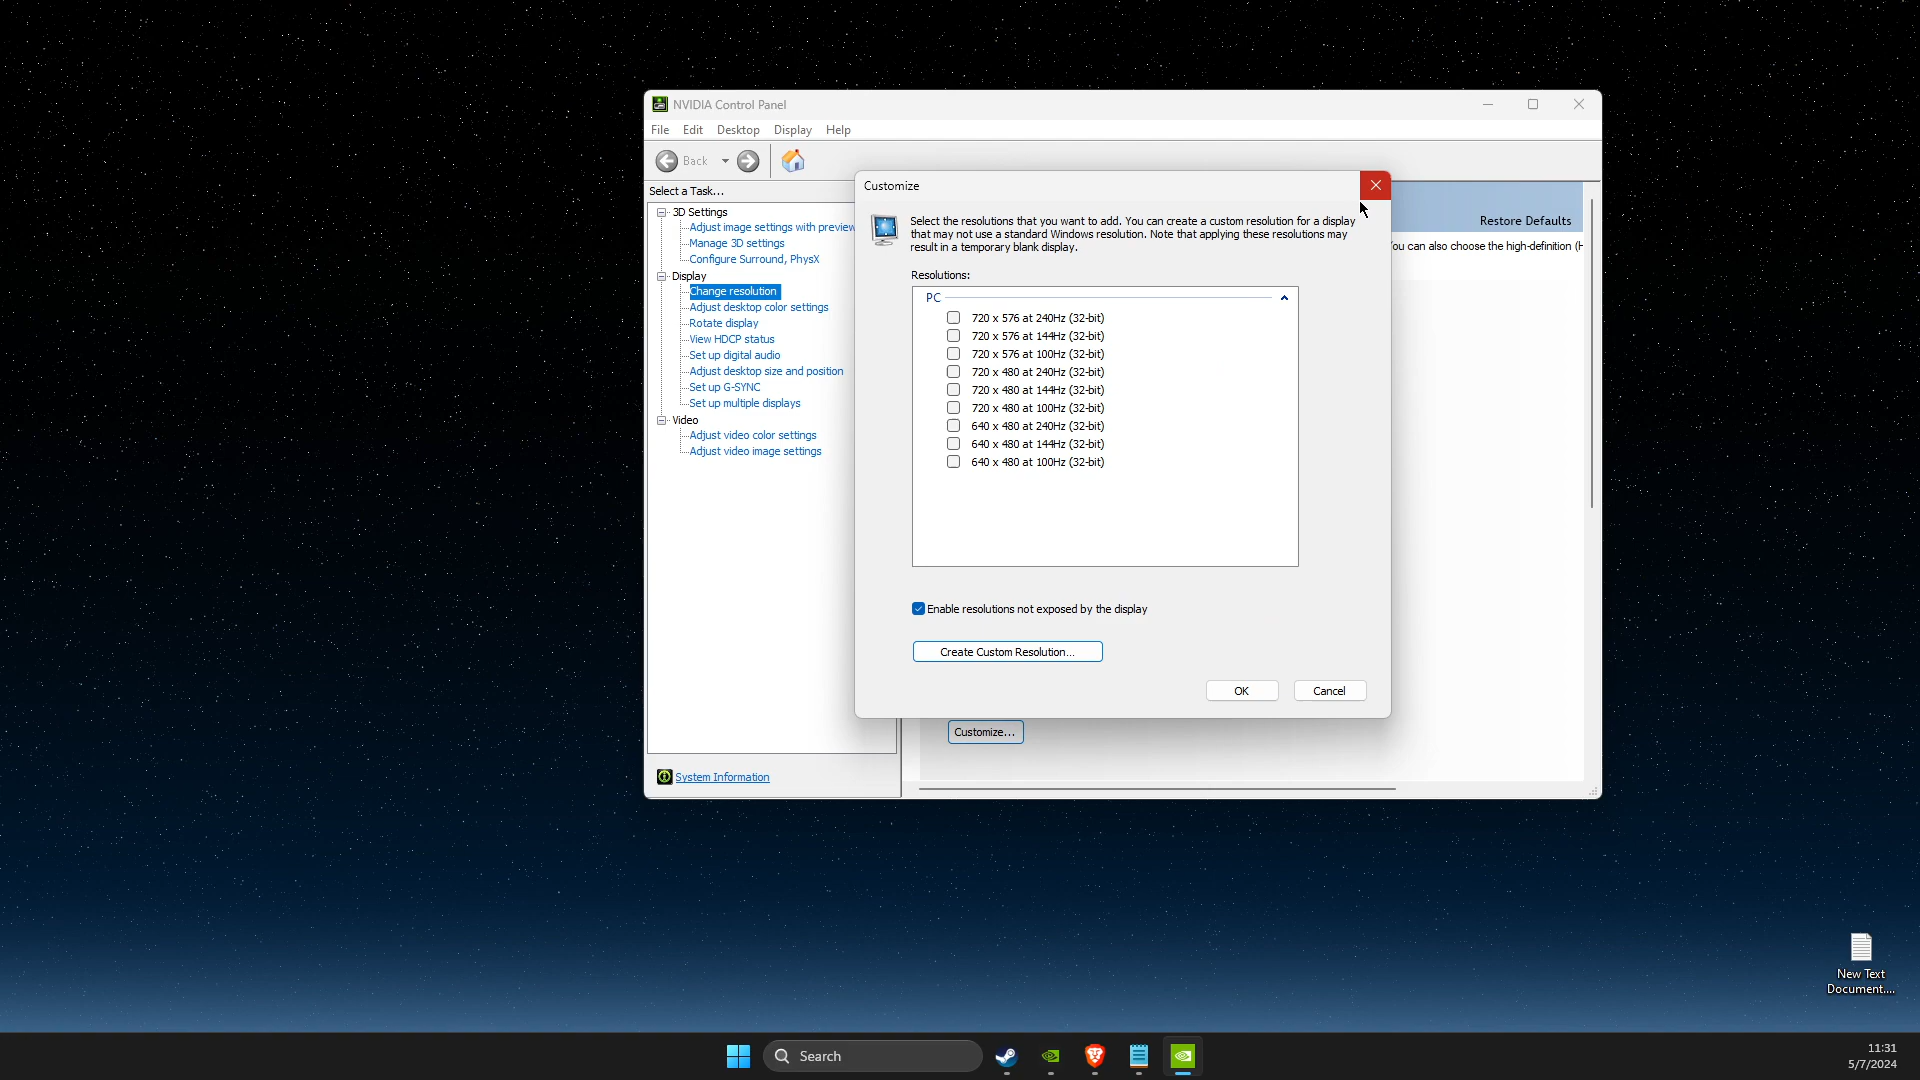 NVIDIA Control Panel
File Edit Desktop Display Help
Back
Select a Task...
3D Settings
Adjust image settings with preview
Manage 3D settings
Configure Surround, PhysX
Display
Change resolution
Adjust desktop color settings
Rotate display
View HDCP status
Set up digital audio
Adjust desktop size and position
Set up G-SYNC
Set up multiple displays
Video
Adjust video color settings
Adjust video image settings
System Information
Restore Defaults
ou can also choose the high-definition (H
Customize
Select the resolutions that you want to add. You can create a custom resolution for a display
that may not use a standard Windows resolution. Note that applying these resolutions may
result in a temporary blank display.
Resolutions:
PC
720 x 576 at 240Hz (32-bit)
720 x 576 at 144Hz (32-bit)
720 x 576 at 100Hz (32-bit)
720 x 480 at 240Hz (32-bit)
720 x 480 at 144Hz (32-bit)
720 x 480 at 100Hz (32-bit)
640 x 480 at 240Hz (32-bit)
640 x 480 at 144Hz (32-bit)
640 x 480 at 100Hz (32-bit)
Enable resolutions not exposed by the display
Create Custom Resolution...
OK Cancel
Customize...
New Text
Document....
Search
11:31
5/7/2024